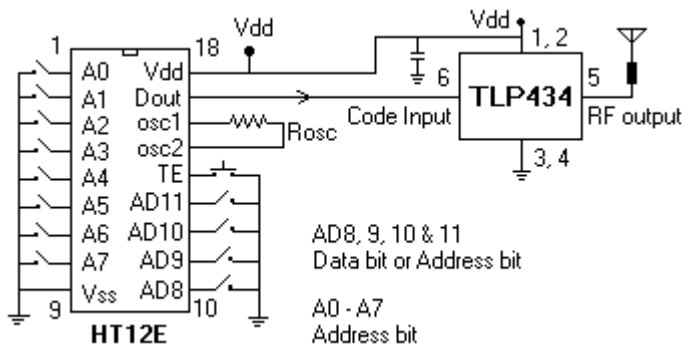 1
18
Vdd
Vdd
1, 2
A0
Vdd
A1
Dout
A2
osc1
A3
osc2
A4
TE
A5
AD11
A6
AD10
A7
AD9
Vss
AD8
9
10
HT12E
Rosc
6
Code Input
TLP434
5
RF output
3, 4
AD8, 9, 10 & 11
Data bit or Address bit
A0 - A7
Address bit